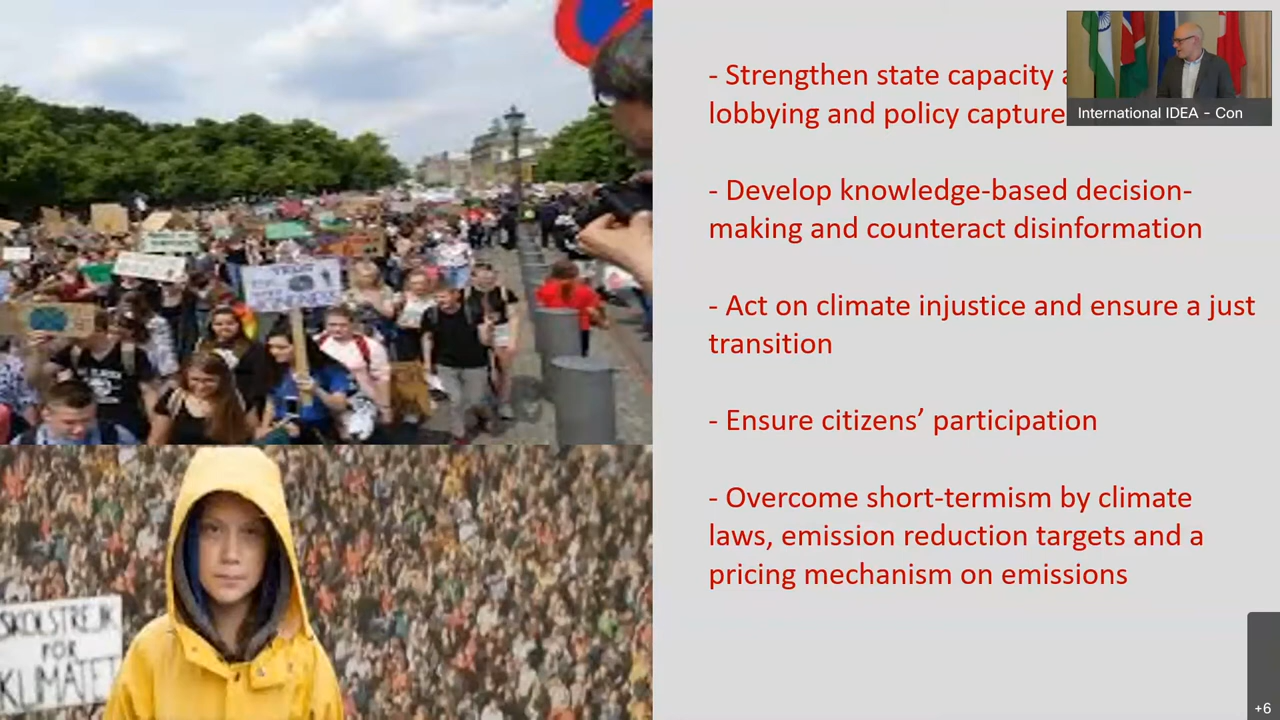 - Strengthen state capacity
lobbying and policy capture
International IDEA - Con
- Develop knowledge-based decision-
making and counteract disinformation
- Act on climate injustice and ensure a just
transition
- Ensure citizens’ participation
- Overcome short-termism by climate
laws, emission reduction targets and a
pricing mechanism on emissions
SKOLSTREJK
FÖR
KLIMATET
+6